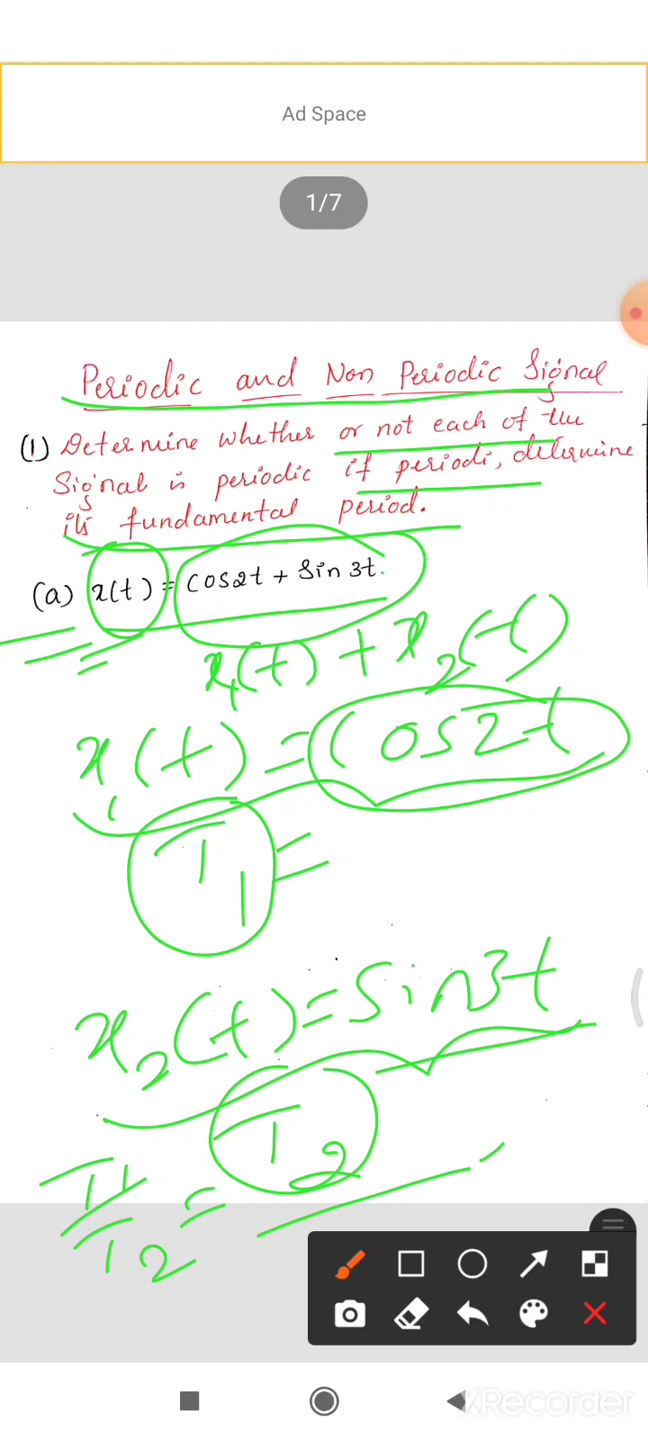 Ad Space
1/7
Periodic and Non Periodic Signal
(1) Determine whether or not each of the
Signal is periodic if periodi, determine
its fundamental period.
(a) x(t) = Cos2t + Sin 3t.
= x1(t) + x2(t)
x1(t) = Cos2t
T1 =
x2(t) = Sin3t
T2
T1/T2 =
XRecorder